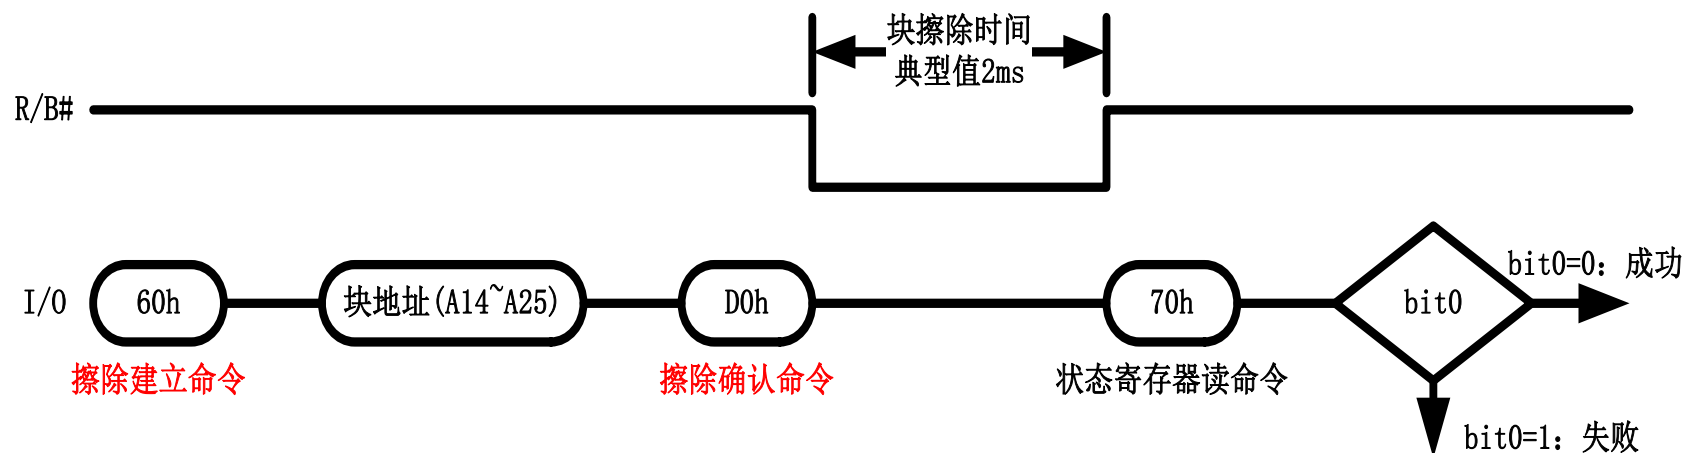 块擦除时间
典型值2ms
R/B#
bit0=0: 成功
I/O
60h
块地址(A14~A25)
D0h
70h
bit0
擦除建立命令
擦除确认命令
状态寄存器读命令
bit0=1: 失败